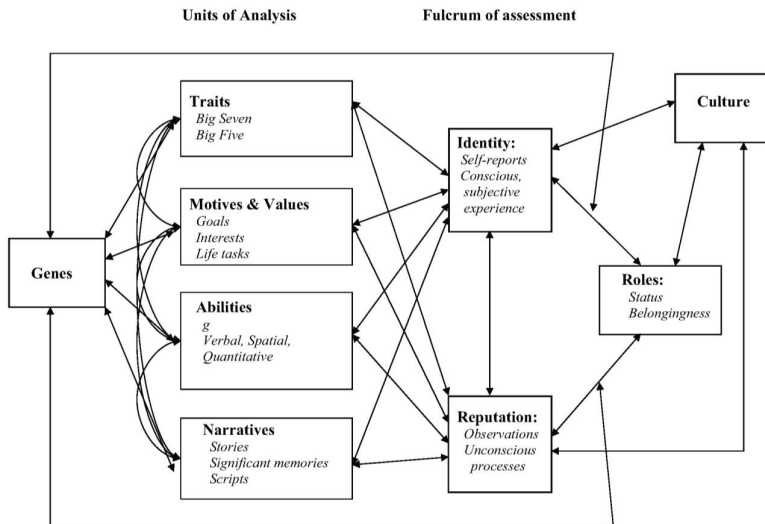 Units of Analysis
Fulcrum of assessment
Traits
Big Seven
Big Five
Motives & Values
Goals
Interests
Life tasks
Genes
Abilities
g
Verbal, Spatial,
Quantitative
Narratives
Stories
Significant memories
Scripts
Identity:
Self-reports
Conscious,
subjective
experience
Reputation:
Observations
Unconscious
processes
Culture
Roles:
Status
Belongingness